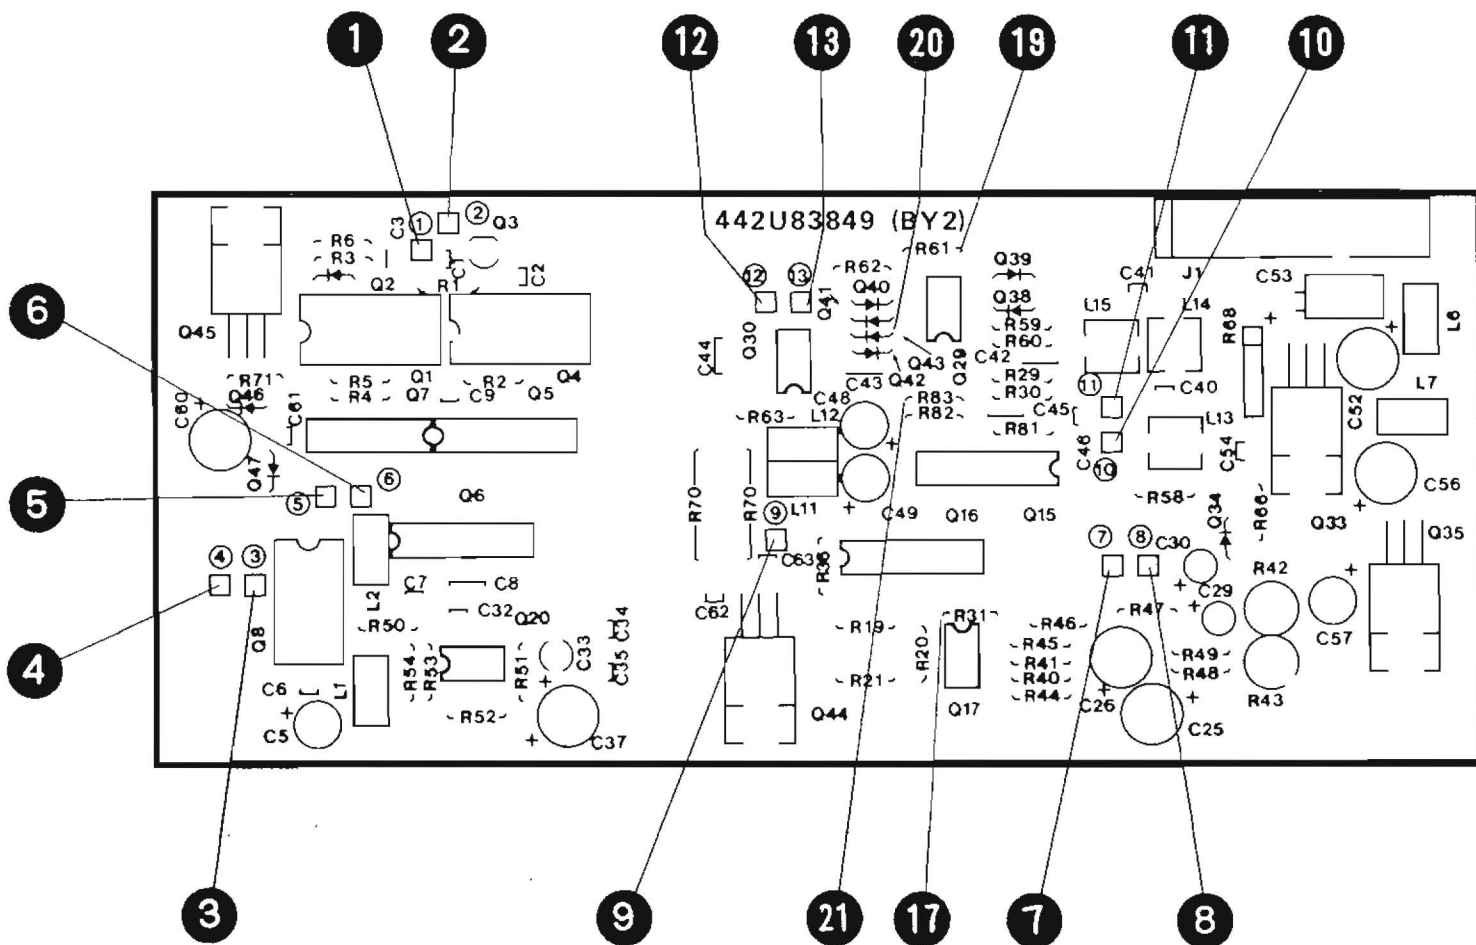 1 2 12 13 20 19 11 10
442U83849 (BY2)
C3 ① ② Q3
R6
R3
C1
C2
Q2 R1
R61
R62
⑫ ⑬ Q41 Q40
Q39
Q38
C41 J1 C53
L15 L14
L6
6
Q45
Q30
R59
R60
R68
C44
C43 Q42 Q43 Q29 C42
R71 R5 Q1 R2 Q4
R4 Q7 C9 Q5
Q46
C60 C61
R29
R30
⑪ C40
L7
C48
R83
R82
R63 L12
C45
R81
L13
C52
C46
⑩
C54
5
Q47
⑤ ⑥
Q6
R70 R70
L11
⑨
C49 Q16 Q15
R58
Q34 R66
Q33
C56
Q35
④ ③
C63 R36
⑦ ⑧ C30
C7 C8
L2
C32
C62
C29
R42
4
Q8
R50
Q20
C34
R19 R20 R31
R46 R47
C57
R54 R53 R51 C33 C35
R45
R41
R40
R44
R49
R48
R21
C6 L1
R52
C5
C37
Q44
Q17
C26
C25
R43
3 9 21 17 7 8